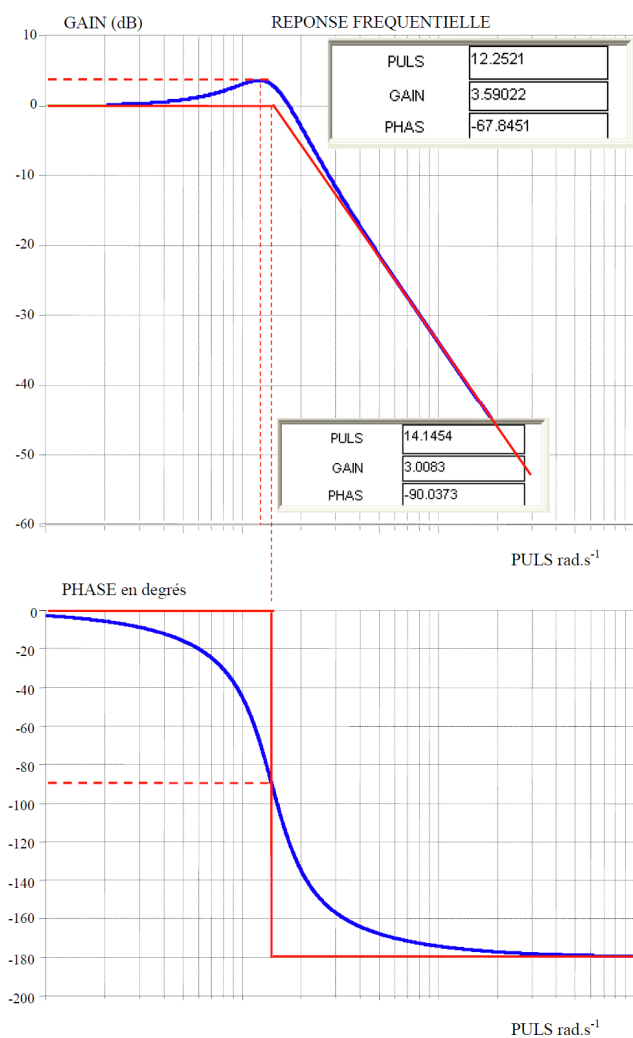 GAIN (dB) REPONSE FREQUENTIELLE
10
0
-10
-20
-30
-40
-50
-60
PULS 12.2521
GAIN 3.59022
PHAS -67.8451
PULS 14.1454
GAIN 3.0083
PHAS -90.0373
PULS rad.s⁻¹
PHASE en degrés
0
-20
-40
-60
-80
-100
-120
-140
-160
-180
-200
PULS rad.s⁻¹